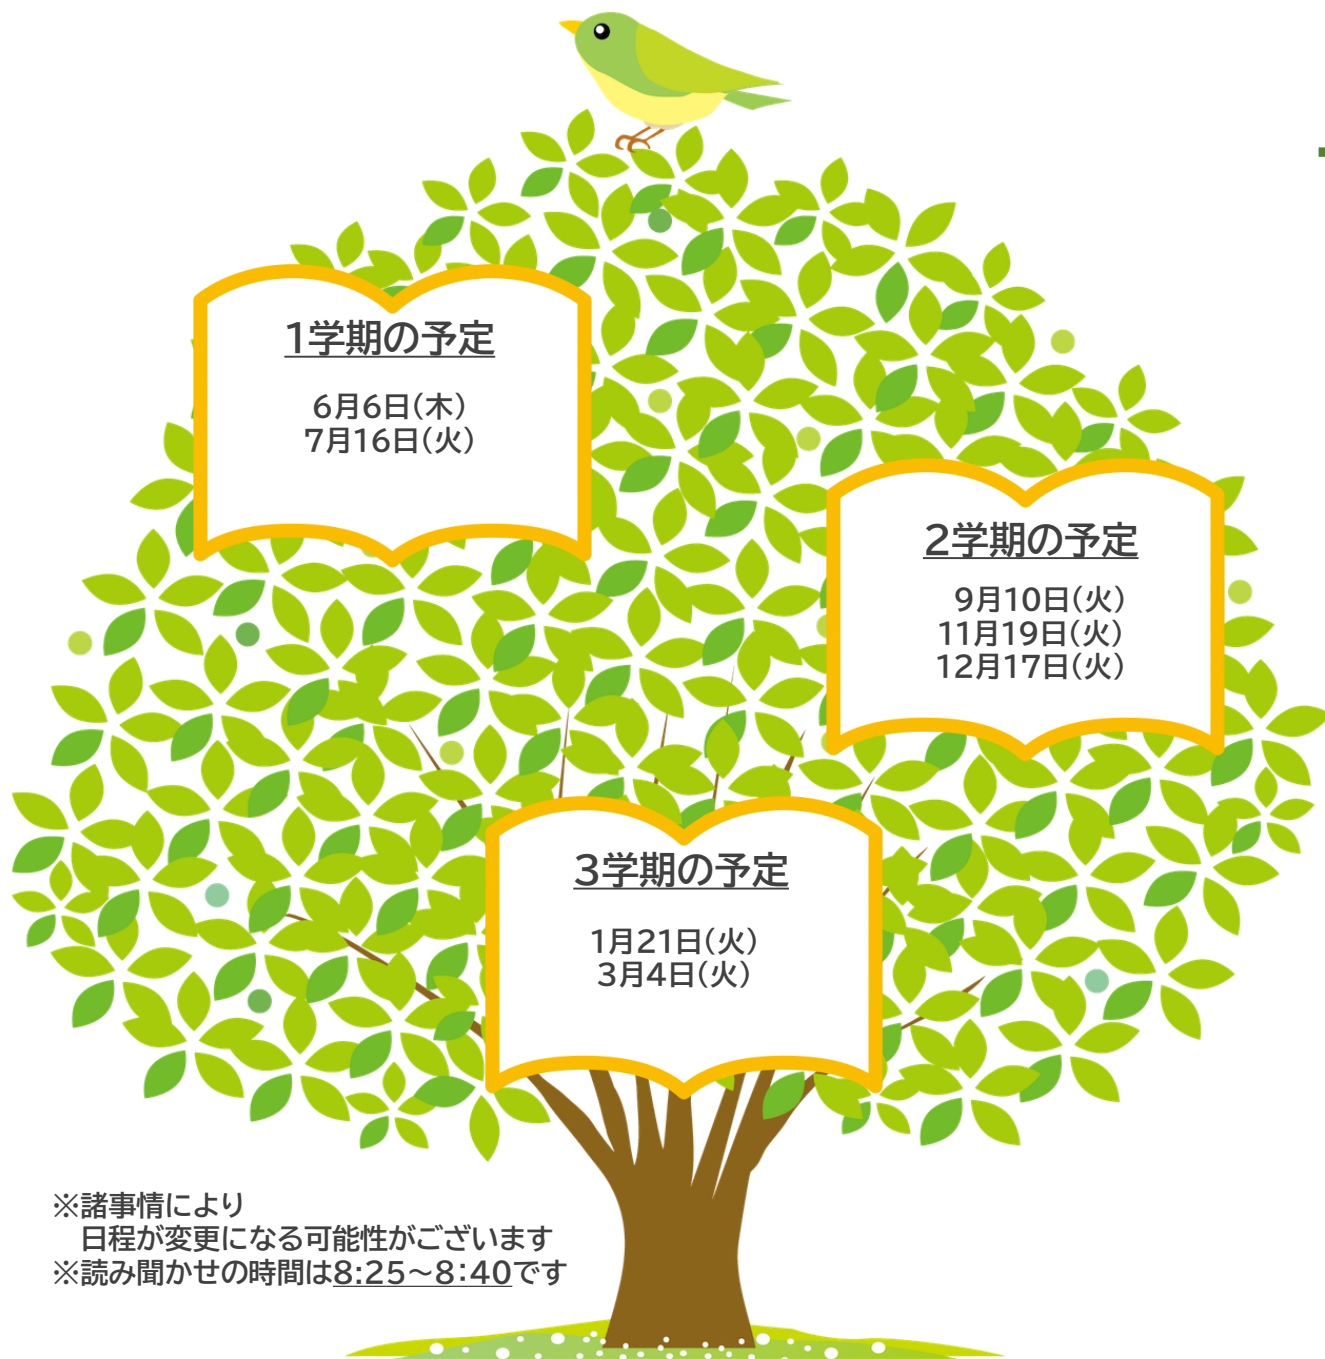 1学期の予定
6月6日(木)
7月16日(火)
2学期の予定
9月10日(火)
11月19日(火)
12月17日(火)
3学期の予定
1月21日(火)
3月4日(火)
※諸事情により
日程が変更になる可能性がございます
※読み聞かせの時間は8:25～8:40です